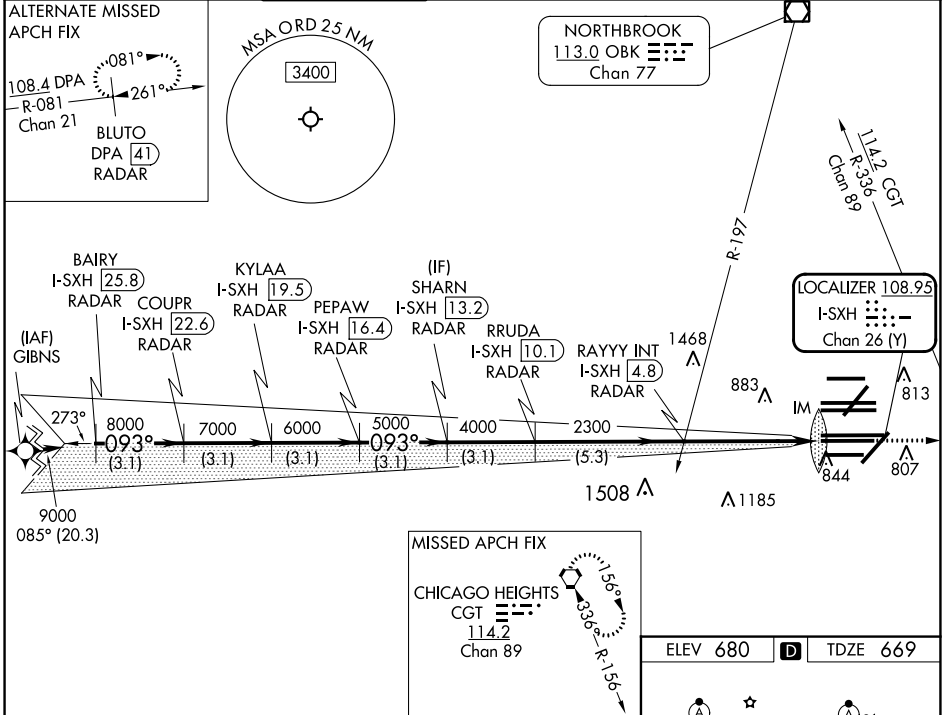 ALTERNATE MISSED
APCH FIX
108.4 DPA
R-081
Chan 21
081°
261°
BLUTO
DPA 41
RADAR
MSA ORD 25 NM
3400
NORTHBROOK
113.0 OBK
Chan 77
R-197
114.2 CGT
R-336
Chan 89
LOCALIZER 108.95
I-SXH
Chan 26 (Y)
(IAF)
GIBNS
BAIRY
I-SXH 25.8
RADAR
COUPR
I-SXH 22.6
RADAR
KYLAA
I-SXH 19.5
RADAR
PEPAW
I-SXH 16.4
RADAR
(IF)
SHARN
I-SXH 13.2
RADAR
RRUDA
I-SXH 10.1
RADAR
RAYYY INT
I-SXH 4.8
RADAR
1468
883
IM
813
273°
8000
093°
(3.1)
7000
(3.1)
6000
(3.1)
5000
093°
(3.1)
4000
(3.1)
2300
(5.3)
844
807
1508
1185
9000
085° (20.3)
MISSED APCH FIX
CHICAGO HEIGHTS
CGT
114.2
Chan 89
156°
336°
R-156
ELEV 680
D
TDZE 669
A
A